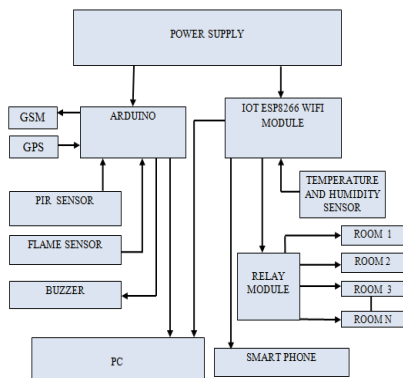 POWER SUPPLY
GSM
ARDUINO
IOT ESP8266 WIFI
MODULE
GPS
TEMPERATURE
AND HUMIDITY
SENSOR
PIR SENSOR
FLAME SENSOR
ROOM 1
ROOM 2
RELAY
MODULE
BUZZER
ROOM 3
ROOM N
PC
SMART PHONE